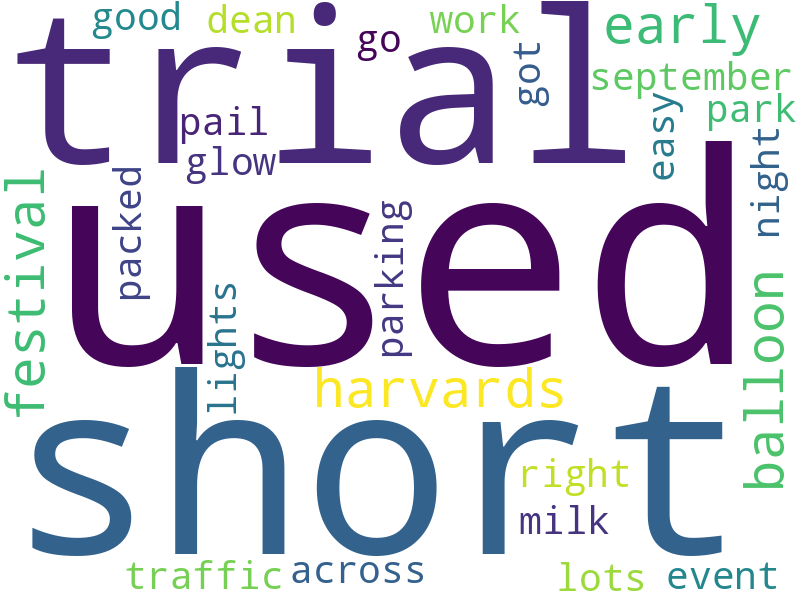 good dean go work early
trial got september
pail park
glow easy night
festival packed used parking
lights balloon
harvards
short right
milk
traffic across lots event